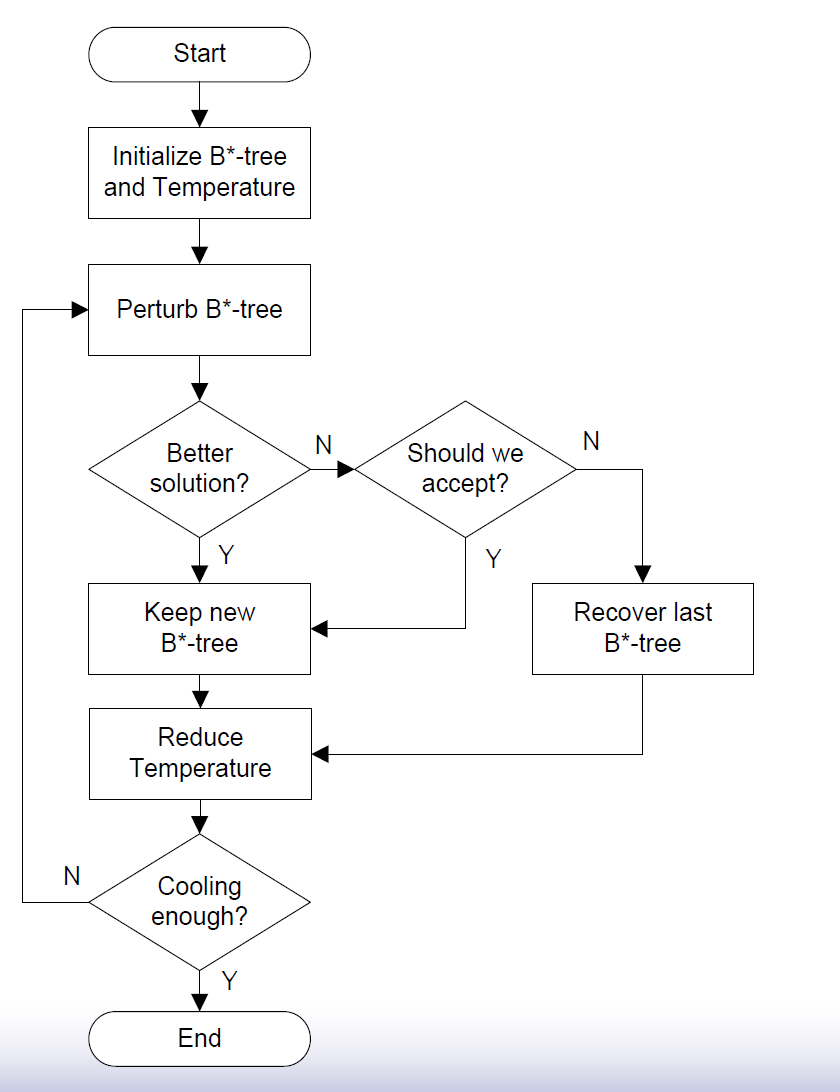 Start
Initialize B*-tree
and Temperature
Perturb B*-tree
Better
solution?
N
Should we
accept?
N
Y
Y
Keep new
B*-tree
Recover last
B*-tree
Reduce
Temperature
N
Cooling
enough?
Y
End